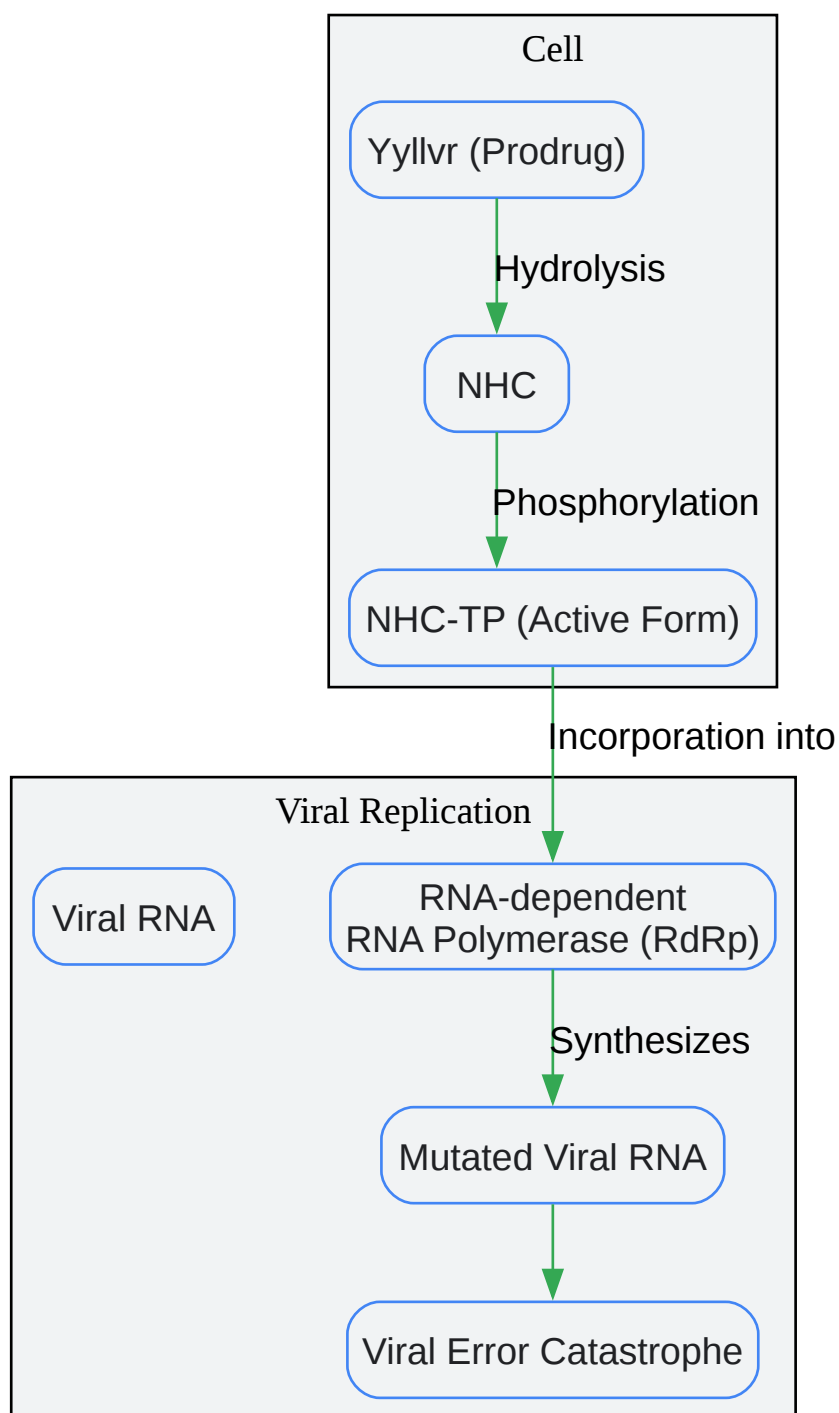 Cell
Yyllvr (Prodrug)
Hydrolysis
NHC
Phosphorylation
NHC-TP (Active Form)
Incorporation into
Viral Replication
Viral RNA
RNA-dependent
RNA Polymerase (RdRp)
Synthesizes
Mutated Viral RNA
Viral Error Catastrophe